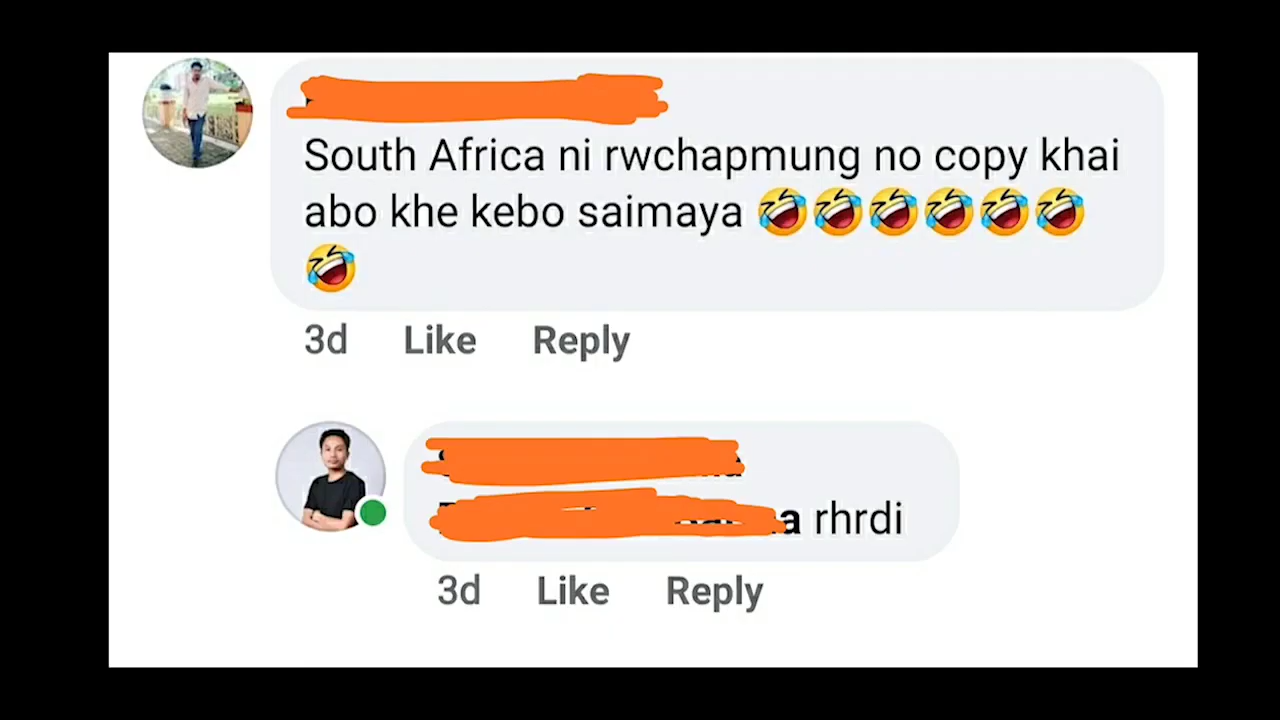 South Africa ni rwchapmung no copy khai
abo khe kebo saimaya 🤣🤣🤣🤣🤣🤣
🤣
3d Like Reply
rhrdi
3d Like Reply